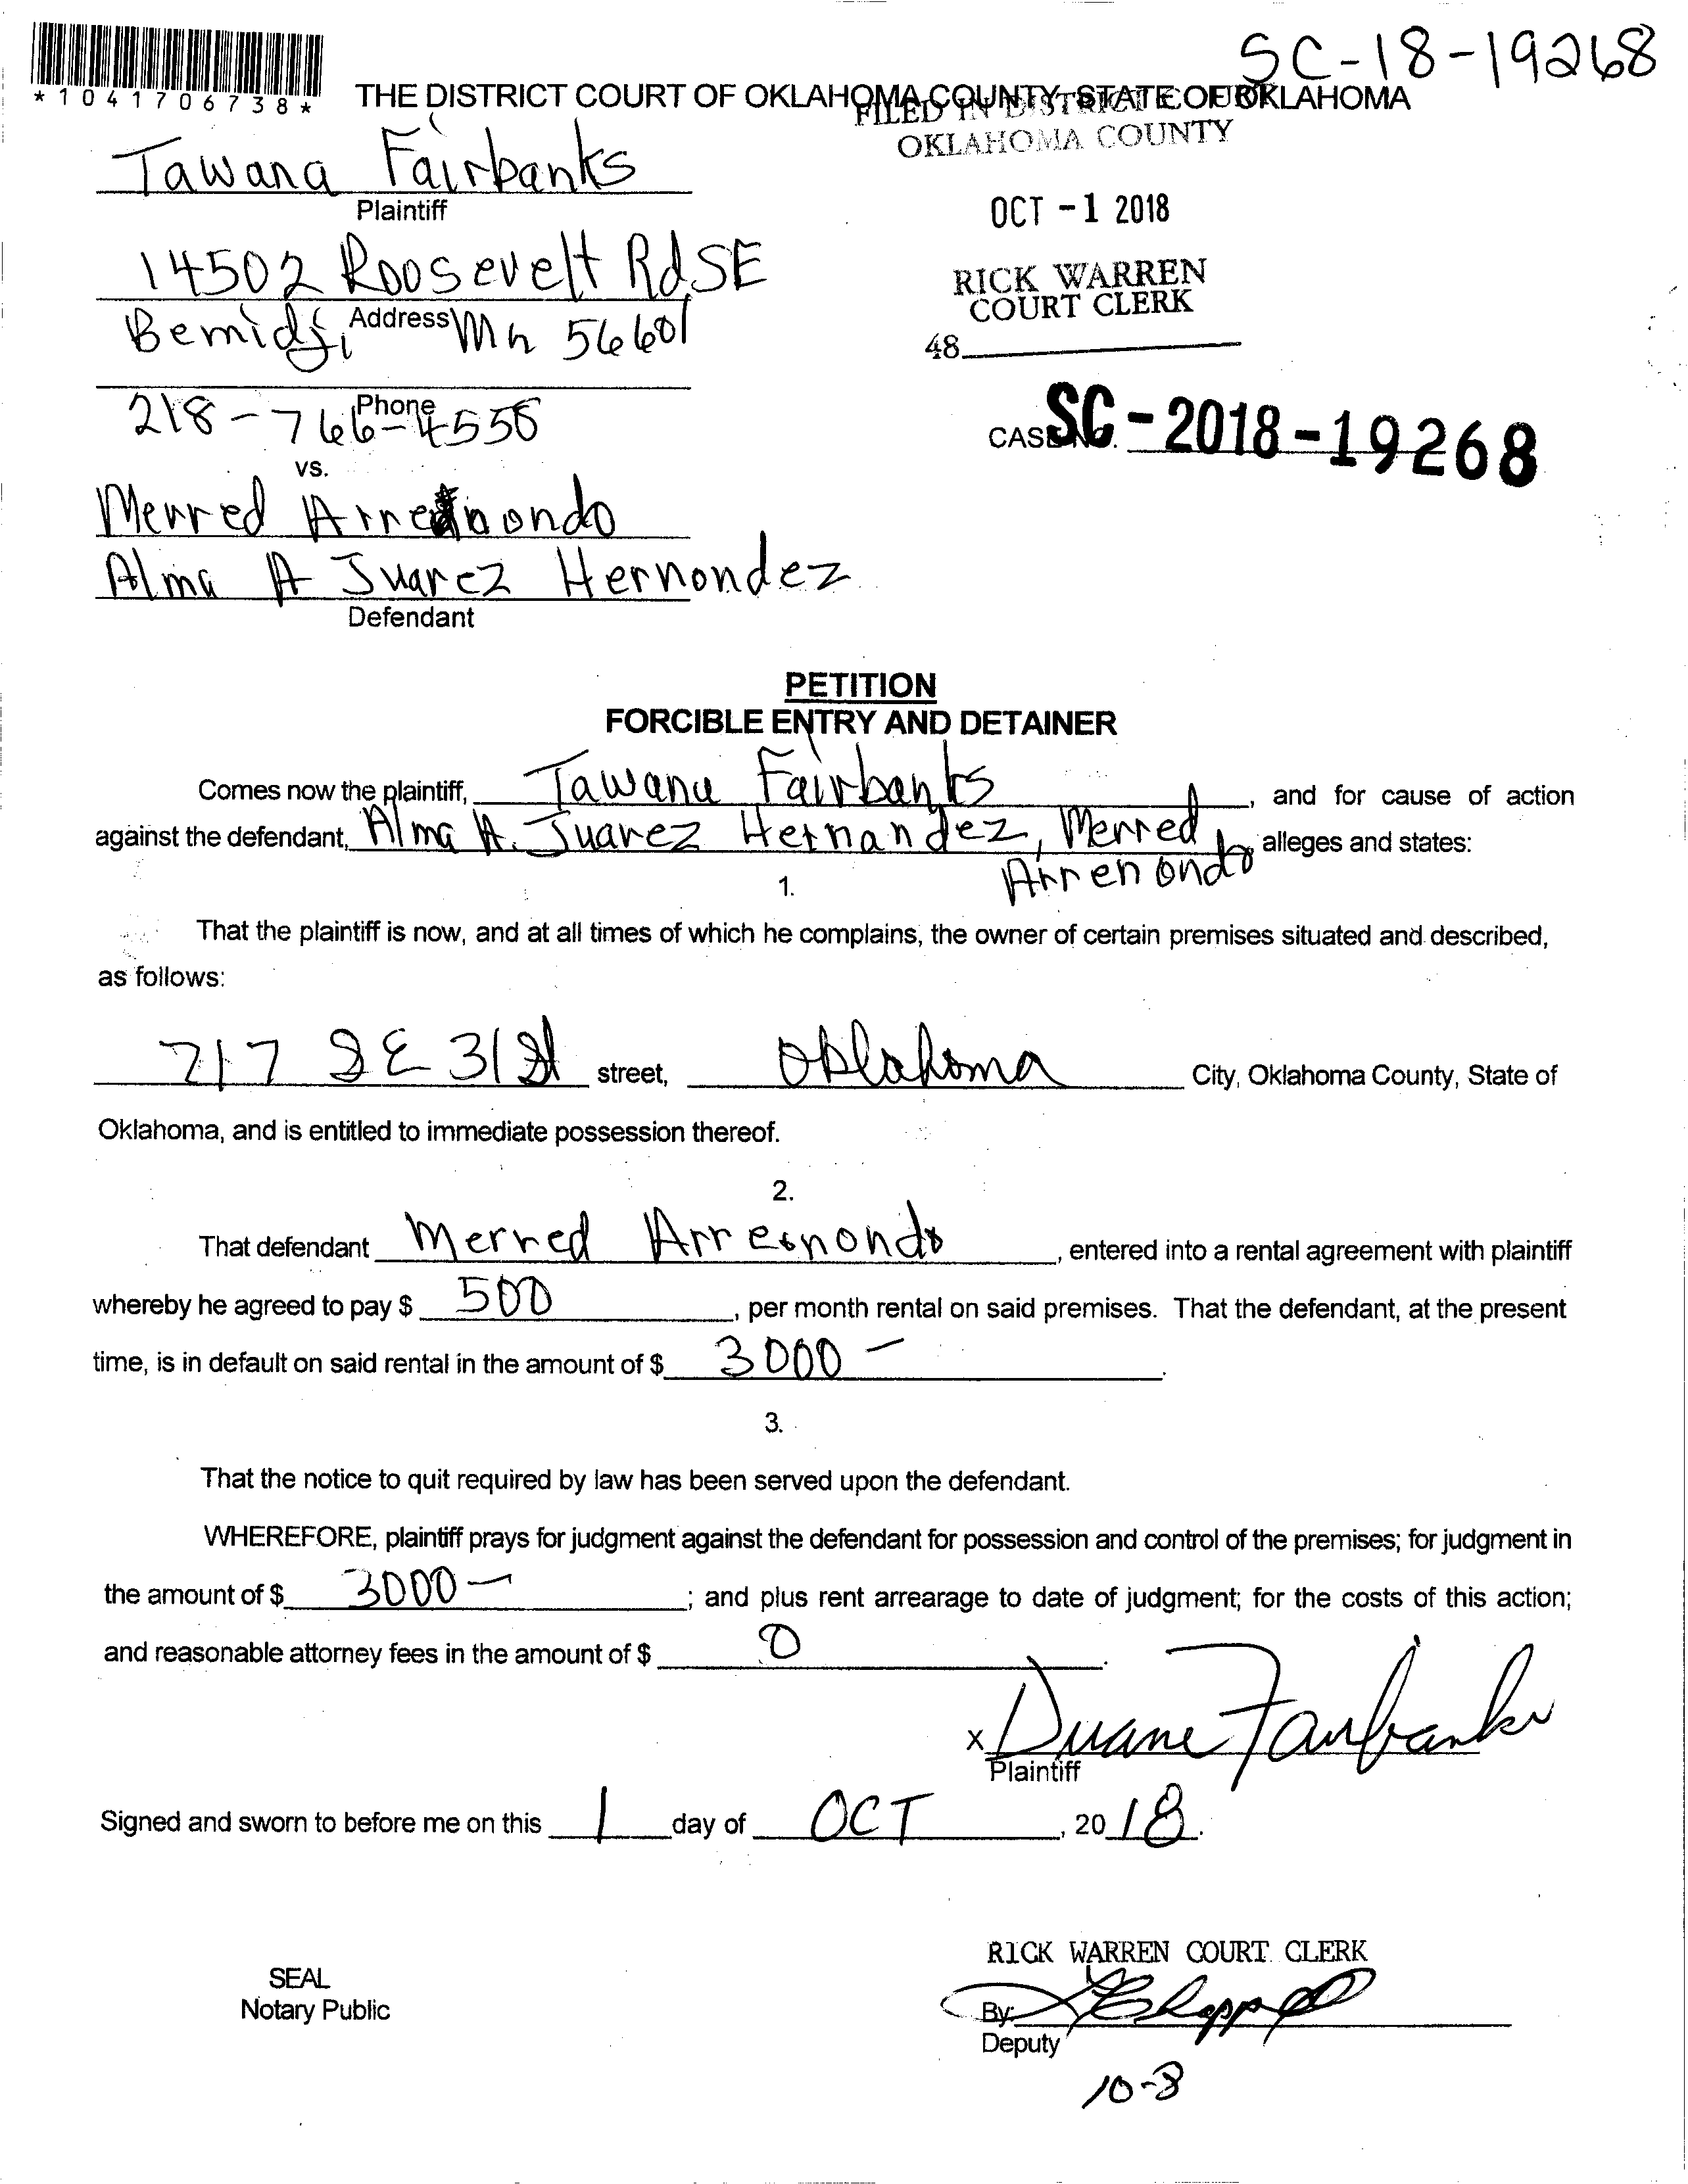 SC-18-19268
*1041706738*
THE DISTRICT COURT OF OKLAHOMA COUNTY, STATE OF OKLAHOMA
FILED IN DISTRICT COURT
OKLAHOMA COUNTY
Tawana Fairbanks
Plaintiff
OCT -1 2018
14502 Roosevelt Rd SE
RICK WARREN
COURT CLERK
Address
Bemidji, Mn 56601
48
Phone
218-766-4556
CASE NO. SC-2018-19268
vs.
Merred
Alma A Juarez Hernondez
Defendant
PETITION
FORCIBLE ENTRY AND DETAINER
Comes now the plaintiff, Tawana Fairbanks, and for cause of action
against the defendant, Alma A. Juarez Hernandez, Merred alleges and states:
Arrenondo
1.
That the plaintiff is now, and at all times of which he complains, the owner of certain premises situated and described,
as follows:
717 SE 31st street, Oklahoma City, Oklahoma County, State of
Oklahoma, and is entitled to immediate possession thereof.
2.
That defendant Merred, entered into a rental agreement with plaintiff
whereby he agreed to pay $ 500, per month rental on said premises. That the defendant, at the present
time, is in default on said rental in the amount of $ 3000-.
3.
That the notice to quit required by law has been served upon the defendant.
WHEREFORE, plaintiff prays for judgment against the defendant for possession and control of the premises; for judgment in
the amount of $ 3000-; and plus rent arrearage to date of judgment; for the costs of this action;
and reasonable attorney fees in the amount of $ 0.
x Duane Fairbanks
Plaintiff
Signed and sworn to before me on this 1 day of OCT, 2018.
RICK WARREN COURT CLERK
SEAL
Notary Public
By:
Deputy
10-8